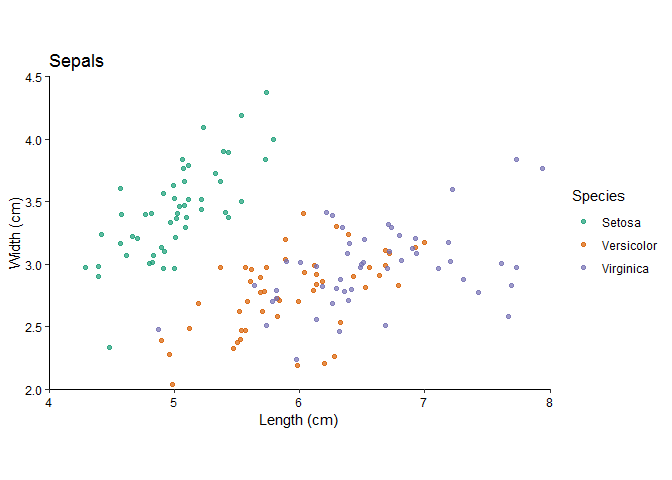 Sepals
4.5
4.0
3.5
3.0
2.5
2.0
Width (cm)
4 5 6 7 8
Length (cm)
Species
Setosa
Versicolor
Virginica